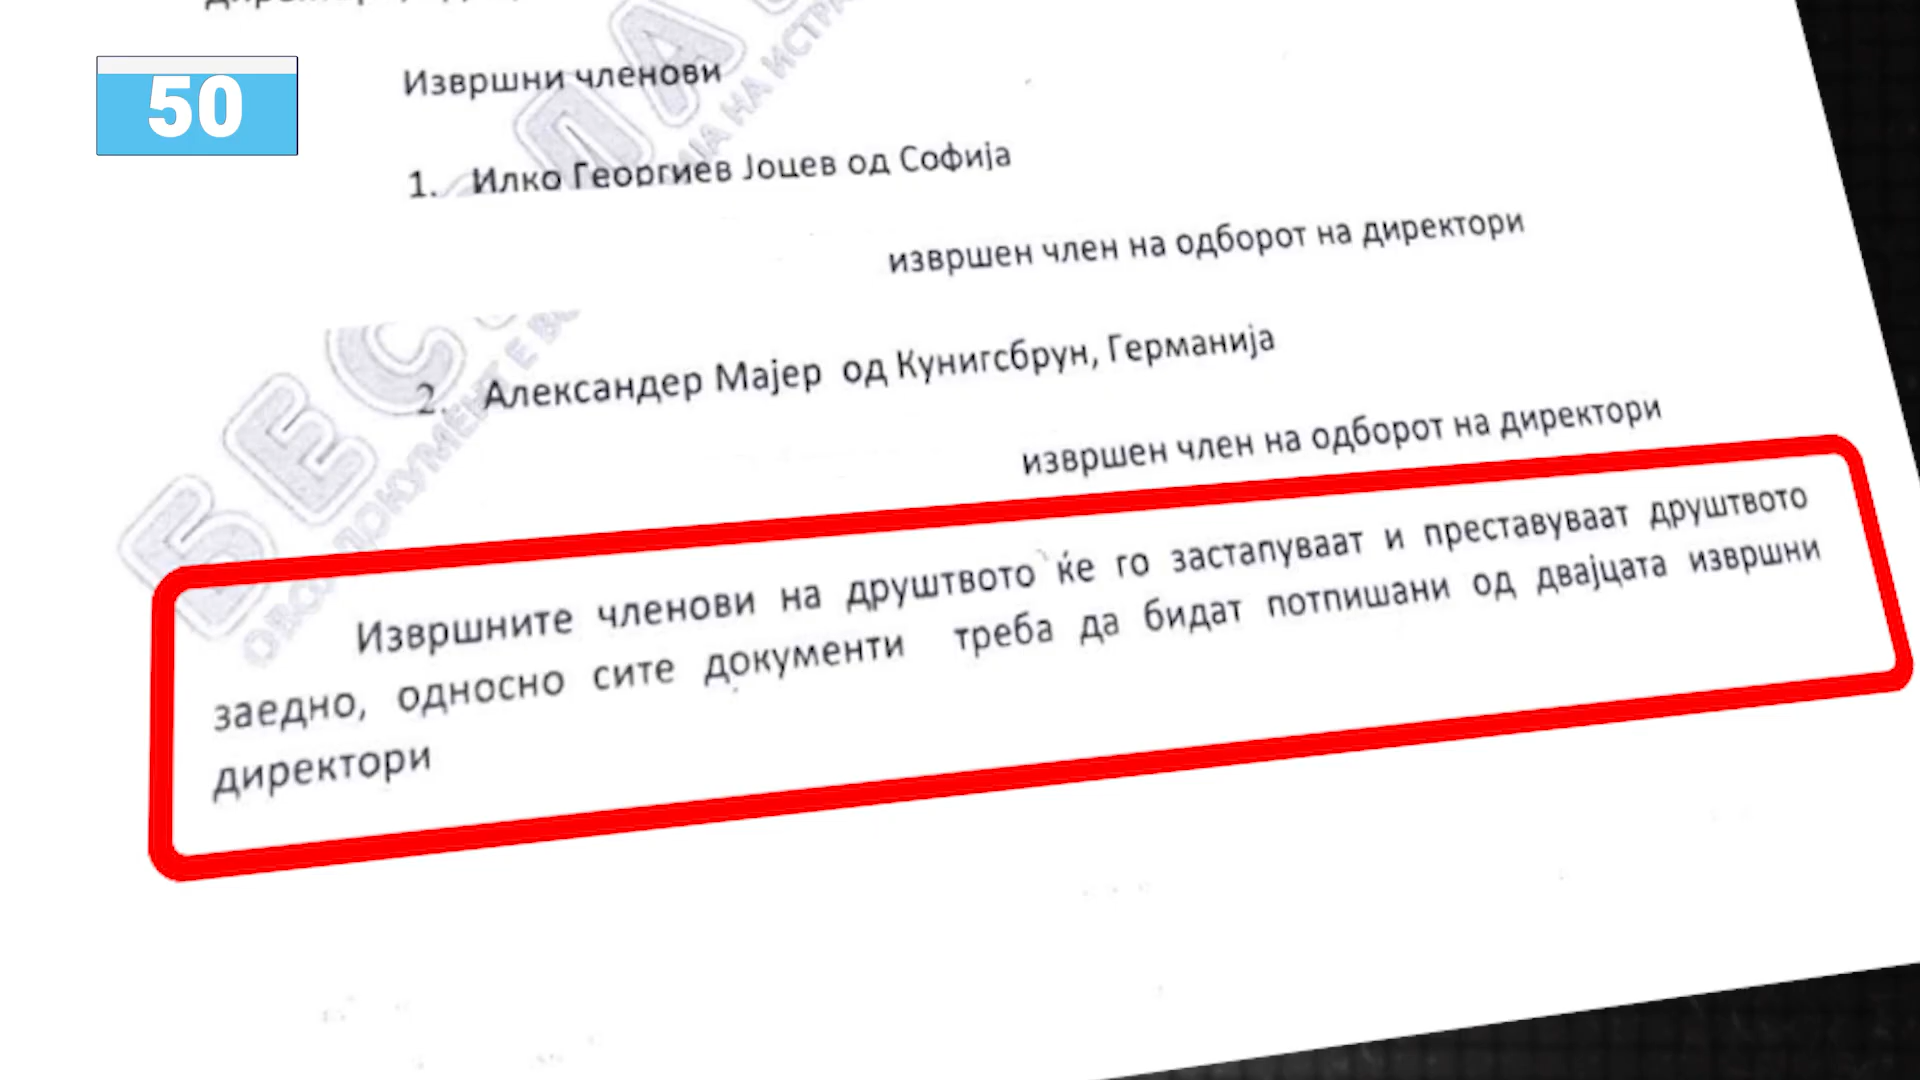 50
Извршни членови
1. Илко Георгиев Јоцев од Софија
извршен член на одборот на директори
2. Александер Мајер од Кунигсбрун, Германија
извршен член на одборот на директори
Извршните членови на друштвото ќе го застапуваат и преставуваат друштвото
заедно, односно сите документи треба да бидат потпишани од двајцата извршни
директори